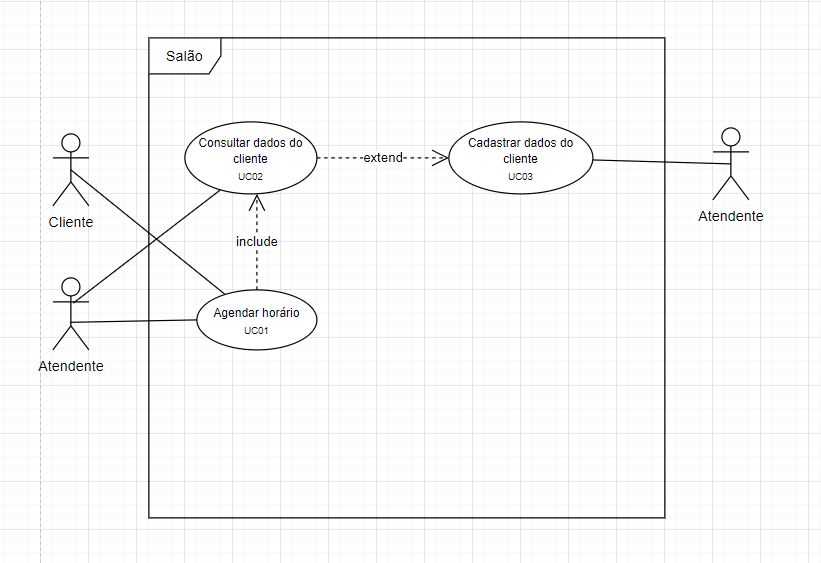 Salão
Consultar dados do
cliente
UC02
extend
Cadastrar dados do
cliente
UC03
Cliente
Atendente
include
Agendar horário
UC01
Atendente